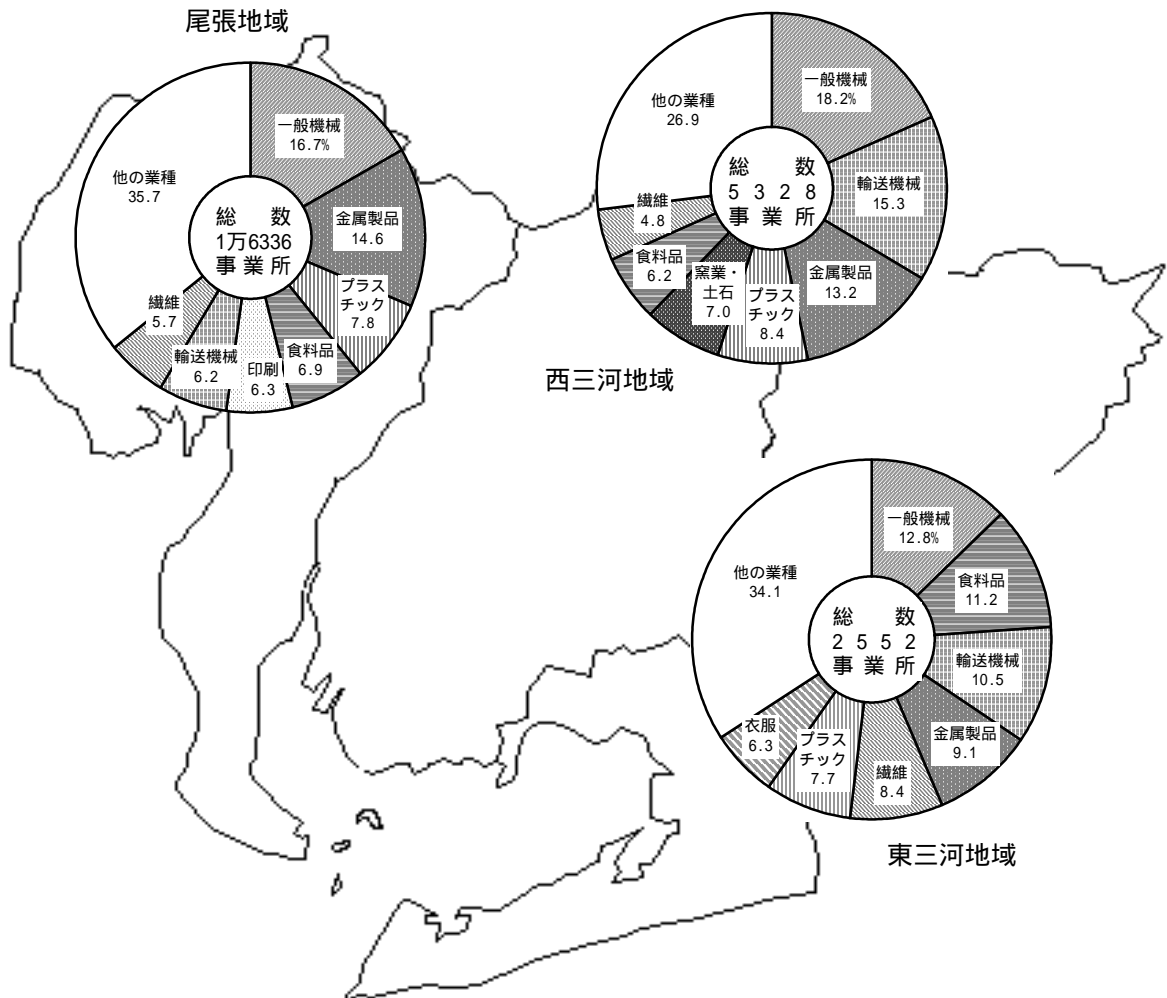 尾張地域
一般機械
16.7%
金属製品
14.6
プラス
チック
7.8
食料品
6.9
印刷
6.3
輸送機械
6.2
繊維
5.7
他の業種
35.7
総 数
1万6336
事業所
西三河地域
一般機械
18.2%
輸送機械
15.3
金属製品
13.2
プラス
チック
8.4
窯業・
土石
7.0
食料品
6.2
繊維
4.8
他の業種
26.9
総 数
5 3 2 8
事業所
東三河地域
一般機械
12.8%
食料品
11.2
輸送機械
10.5
金属製品
9.1
繊維
8.4
プラス
チック
7.7
衣服
6.3
他の業種
34.1
総 数
2 5 5 2
事業所